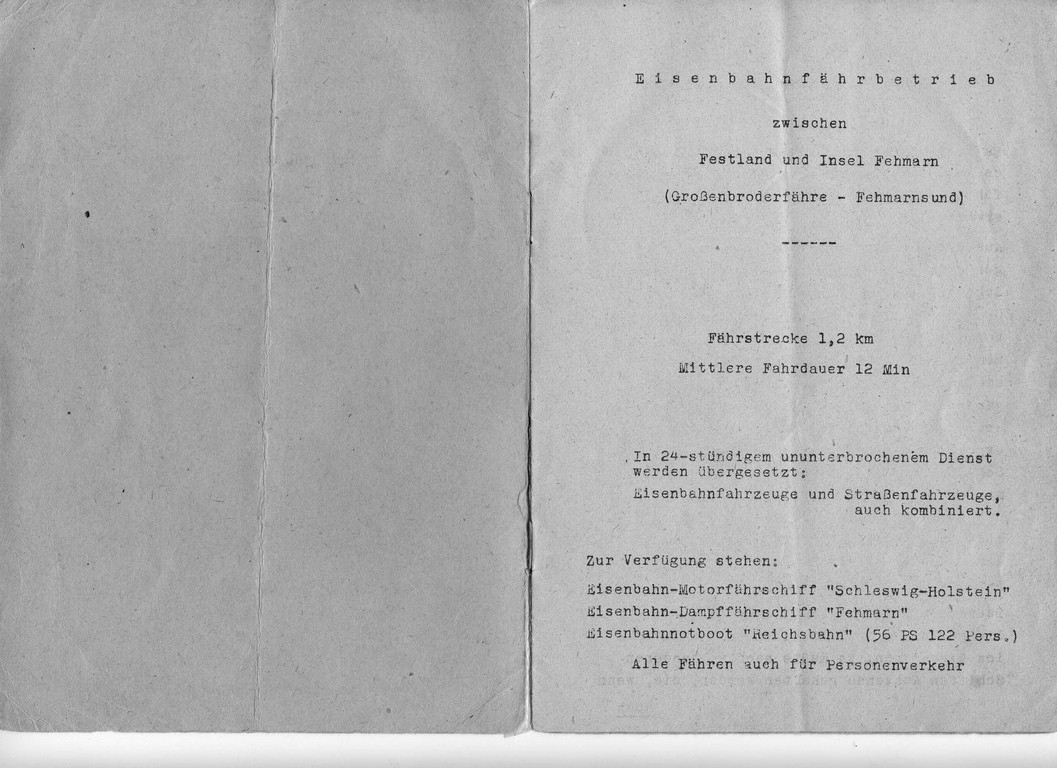 Eisenbahnfährbetrieb
zwischen
Festland und Insel Fehmarn
(Großenbroderfähre - Fehmarnsund)
------
Fährstrecke 1,2 km
Mittlere Fahrdauer 12 Min
In 24-stündigem ununterbrochenem Dienst
werden übergesetzt:
Eisenbahnfahrzeuge und Straßenfahrzeuge,
auch kombiniert.
Zur Verfügung stehen:
Eisenbahn-Motorfährschiff "Schleswig-Holstein"
Eisenbahn-Dampffährschiff "Fehmarn"
Eisenbahnnotboot "Reichsbahn" (56 PS 122 Pers.)
Alle Fähren auch für Personenverkehr